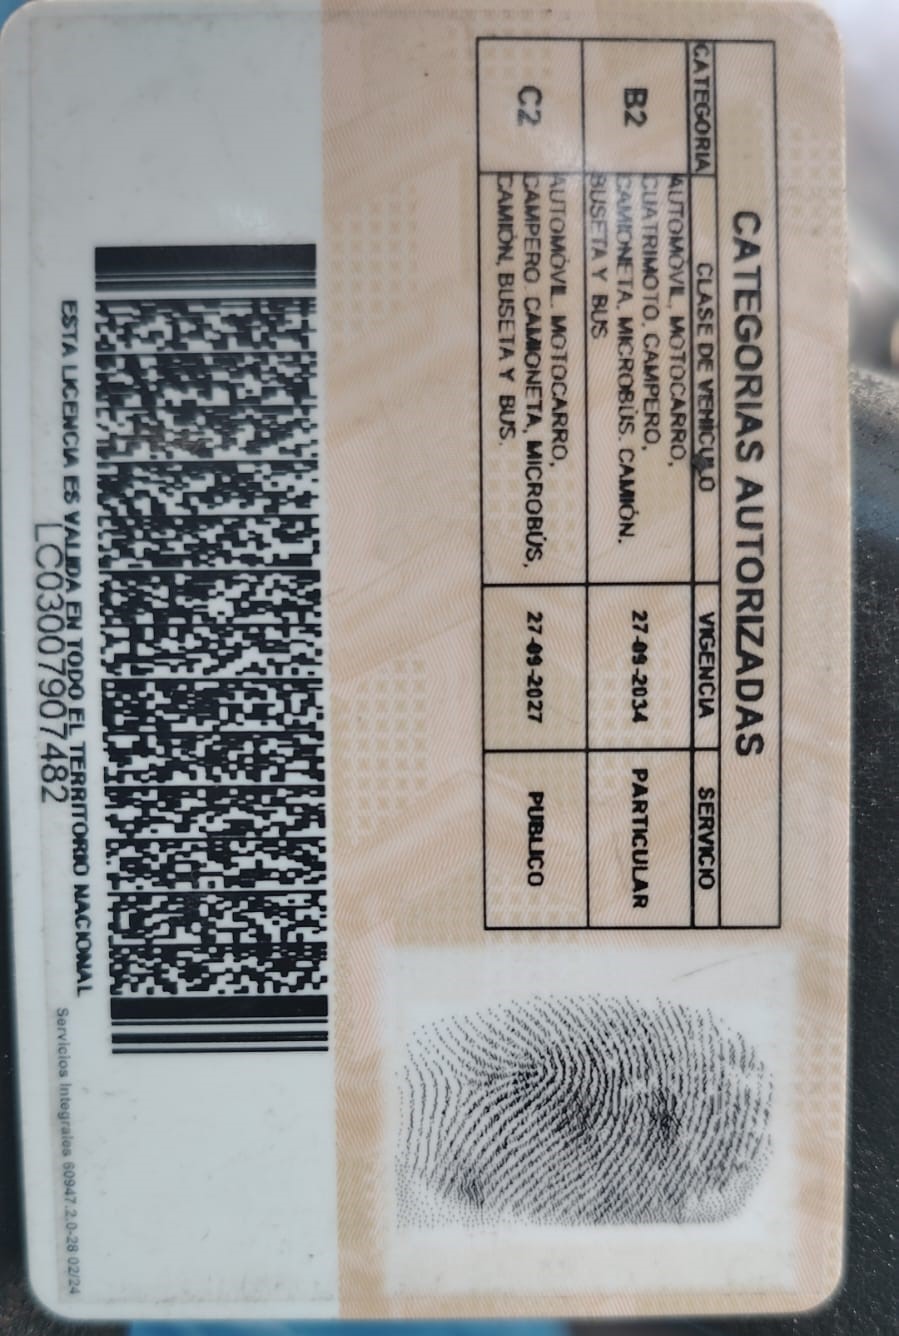 CATEGORIAS AUTORIZADAS
CATEGORIA CLASE DE VEHICULO VIGENCIA SERVICIO
B2 AUTOMÓVIL, MOTOCARRO, 27-09-2034 PARTICULAR
CUATRIMOTO, CAMPERO,
CAMIONETA, MICROBÚS. CAMIÓN.
BUSETA Y BUS
C2 AUTOMÓVIL. MOTOCARRO, 27-09-2027 PUBLICO
CAMPERO. CAMIONETA, MICROBÚS,
CAMIÓN, BUSETA Y BUS.
ESTA LICENCIA ES VALIDA EN TODO EL TERRITORIO NACIONAL
LC03007907482
Servicios Integrales 60947.2.0-28 02/24